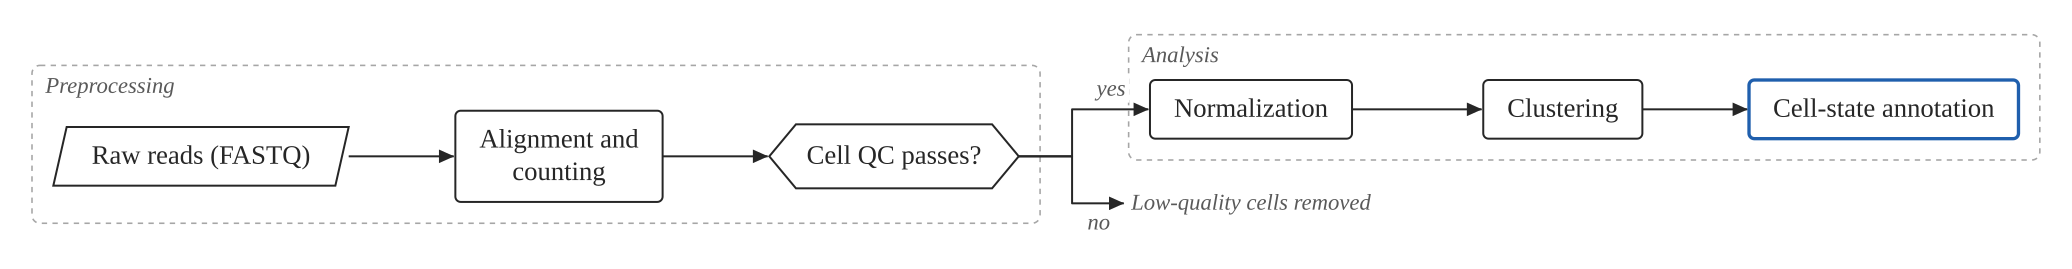 Preprocessing
Raw reads (FASTQ)
Alignment and
counting
Cell QC passes?
yes
no
Low-quality cells removed
Analysis
Normalization
Clustering
Cell-state annotation